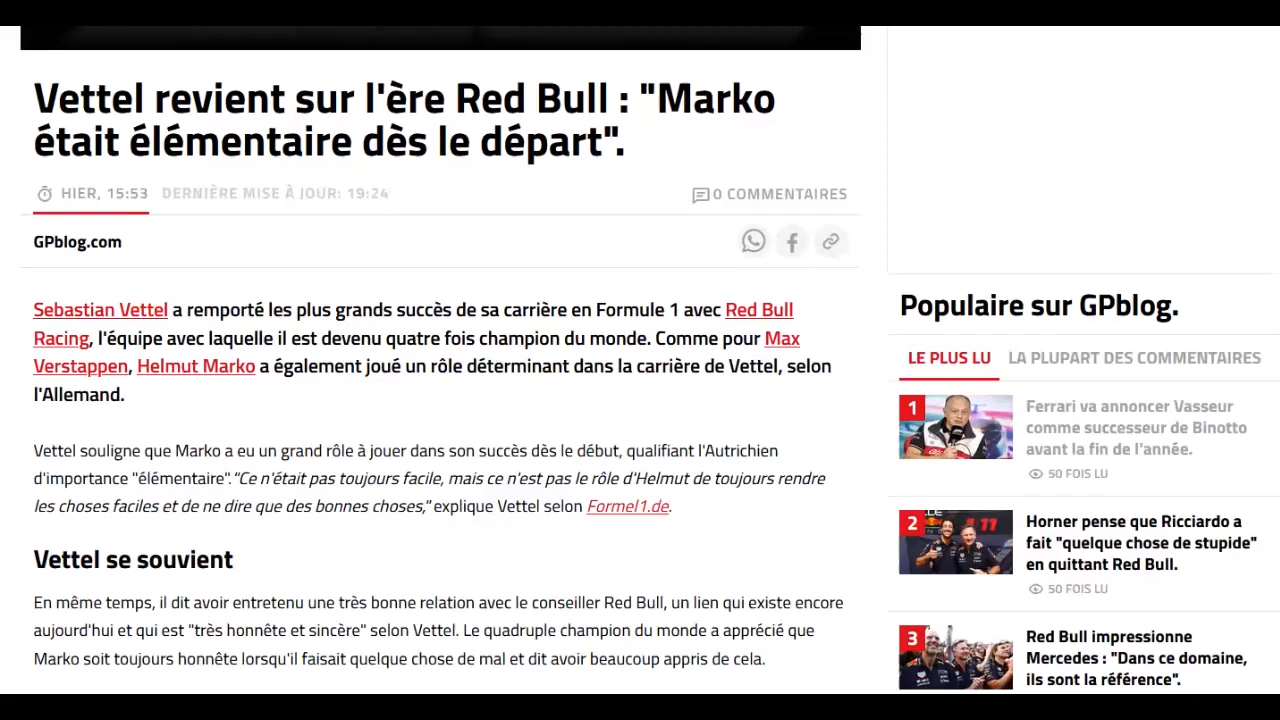 Vettel revient sur l'ère Red Bull : "Marko
était élémentaire dès le départ".
HIER, 15:53 DERNIÈRE MISE À JOUR: 19:24
0 COMMENTAIRES
GPblog.com
Sebastian Vettel a remporté les plus grands succès de sa carrière en Formule 1 avec Red Bull
Racing, l'équipe avec laquelle il est devenu quatre fois champion du monde. Comme pour Max
Verstappen, Helmut Marko a également joué un rôle déterminant dans la carrière de Vettel, selon
l'Allemand.
Vettel souligne que Marko a eu un grand rôle à jouer dans son succès dès le début, qualifiant l'Autrichien
d'importance "élémentaire". "Ce n'était pas toujours facile, mais ce n'est pas le rôle d'Helmut de toujours rendre
les choses faciles et de ne dire que des bonnes choses," explique Vettel selon Formel1.de.
Vettel se souvient
En même temps, il dit avoir entretenu une très bonne relation avec le conseiller Red Bull, un lien qui existe encore
aujourd'hui et qui est "très honnête et sincère" selon Vettel. Le quadruple champion du monde a apprécié que
Marko soit toujours honnête lorsqu'il faisait quelque chose de mal et dit avoir beaucoup appris de cela.
Populaire sur GPblog.
LE PLUS LU LA PLUPART DES COMMENTAIRES
1
Ferrari va annoncer Vasseur
comme successeur de Binotto
avant la fin de l'année.
50 FOIS LU
2
Horner pense que Ricciardo a
fait "quelque chose de stupide"
en quittant Red Bull.
50 FOIS LU
3
Red Bull impressionne
Mercedes : "Dans ce domaine,
ils sont la référence".